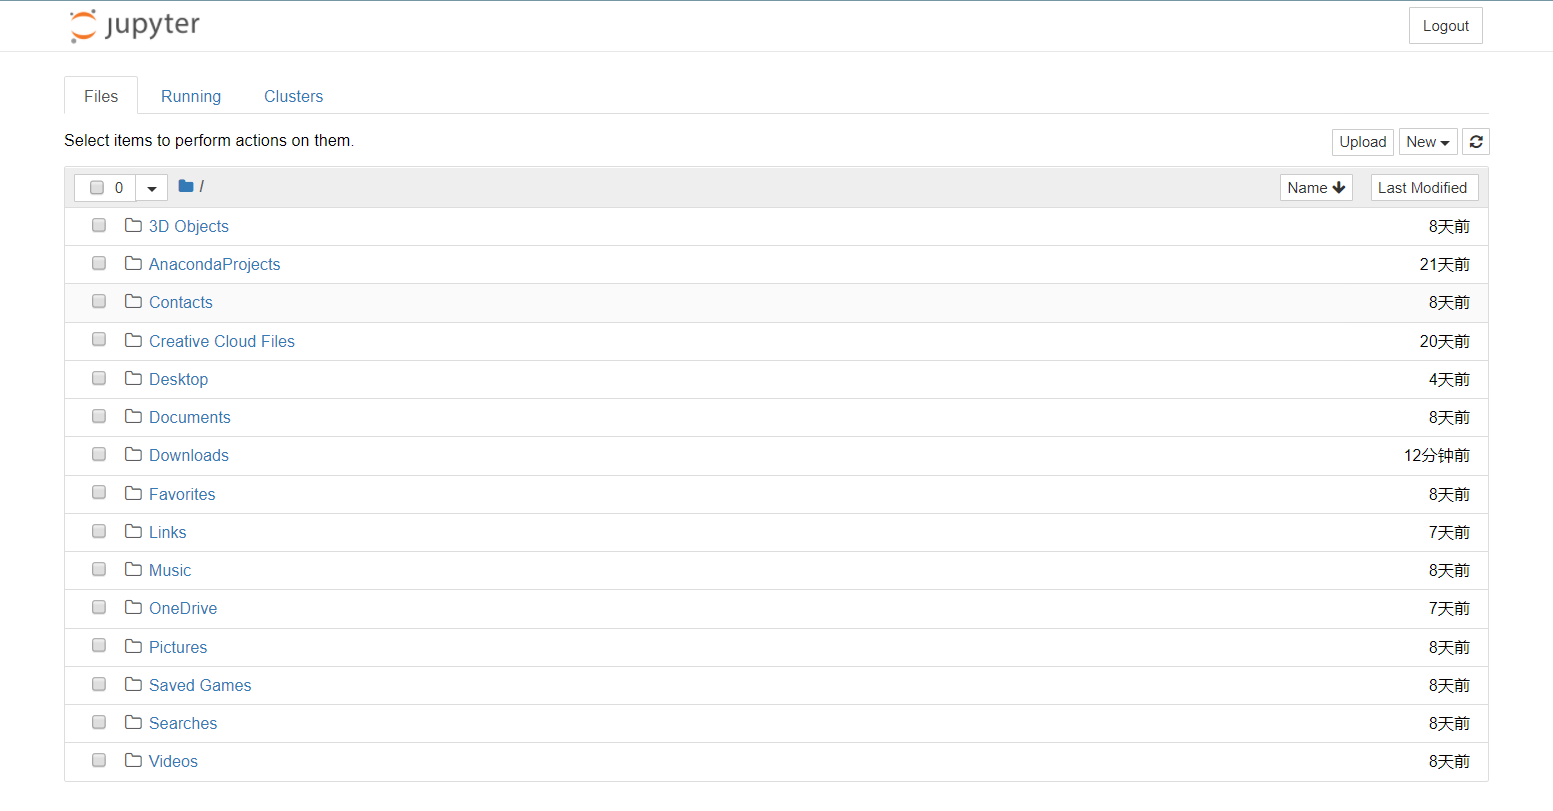 jupyter
Logout
Files Running Clusters
Select items to perform actions on them.
Upload New
0 / Name Last Modified
3D Objects 8天前
AnacondaProjects 21天前
Contacts 8天前
Creative Cloud Files 20天前
Desktop 4天前
Documents 8天前
Downloads 12分钟前
Favorites 8天前
Links 7天前
Music 8天前
OneDrive 7天前
Pictures 8天前
Saved Games 8天前
Searches 8天前
Videos 8天前